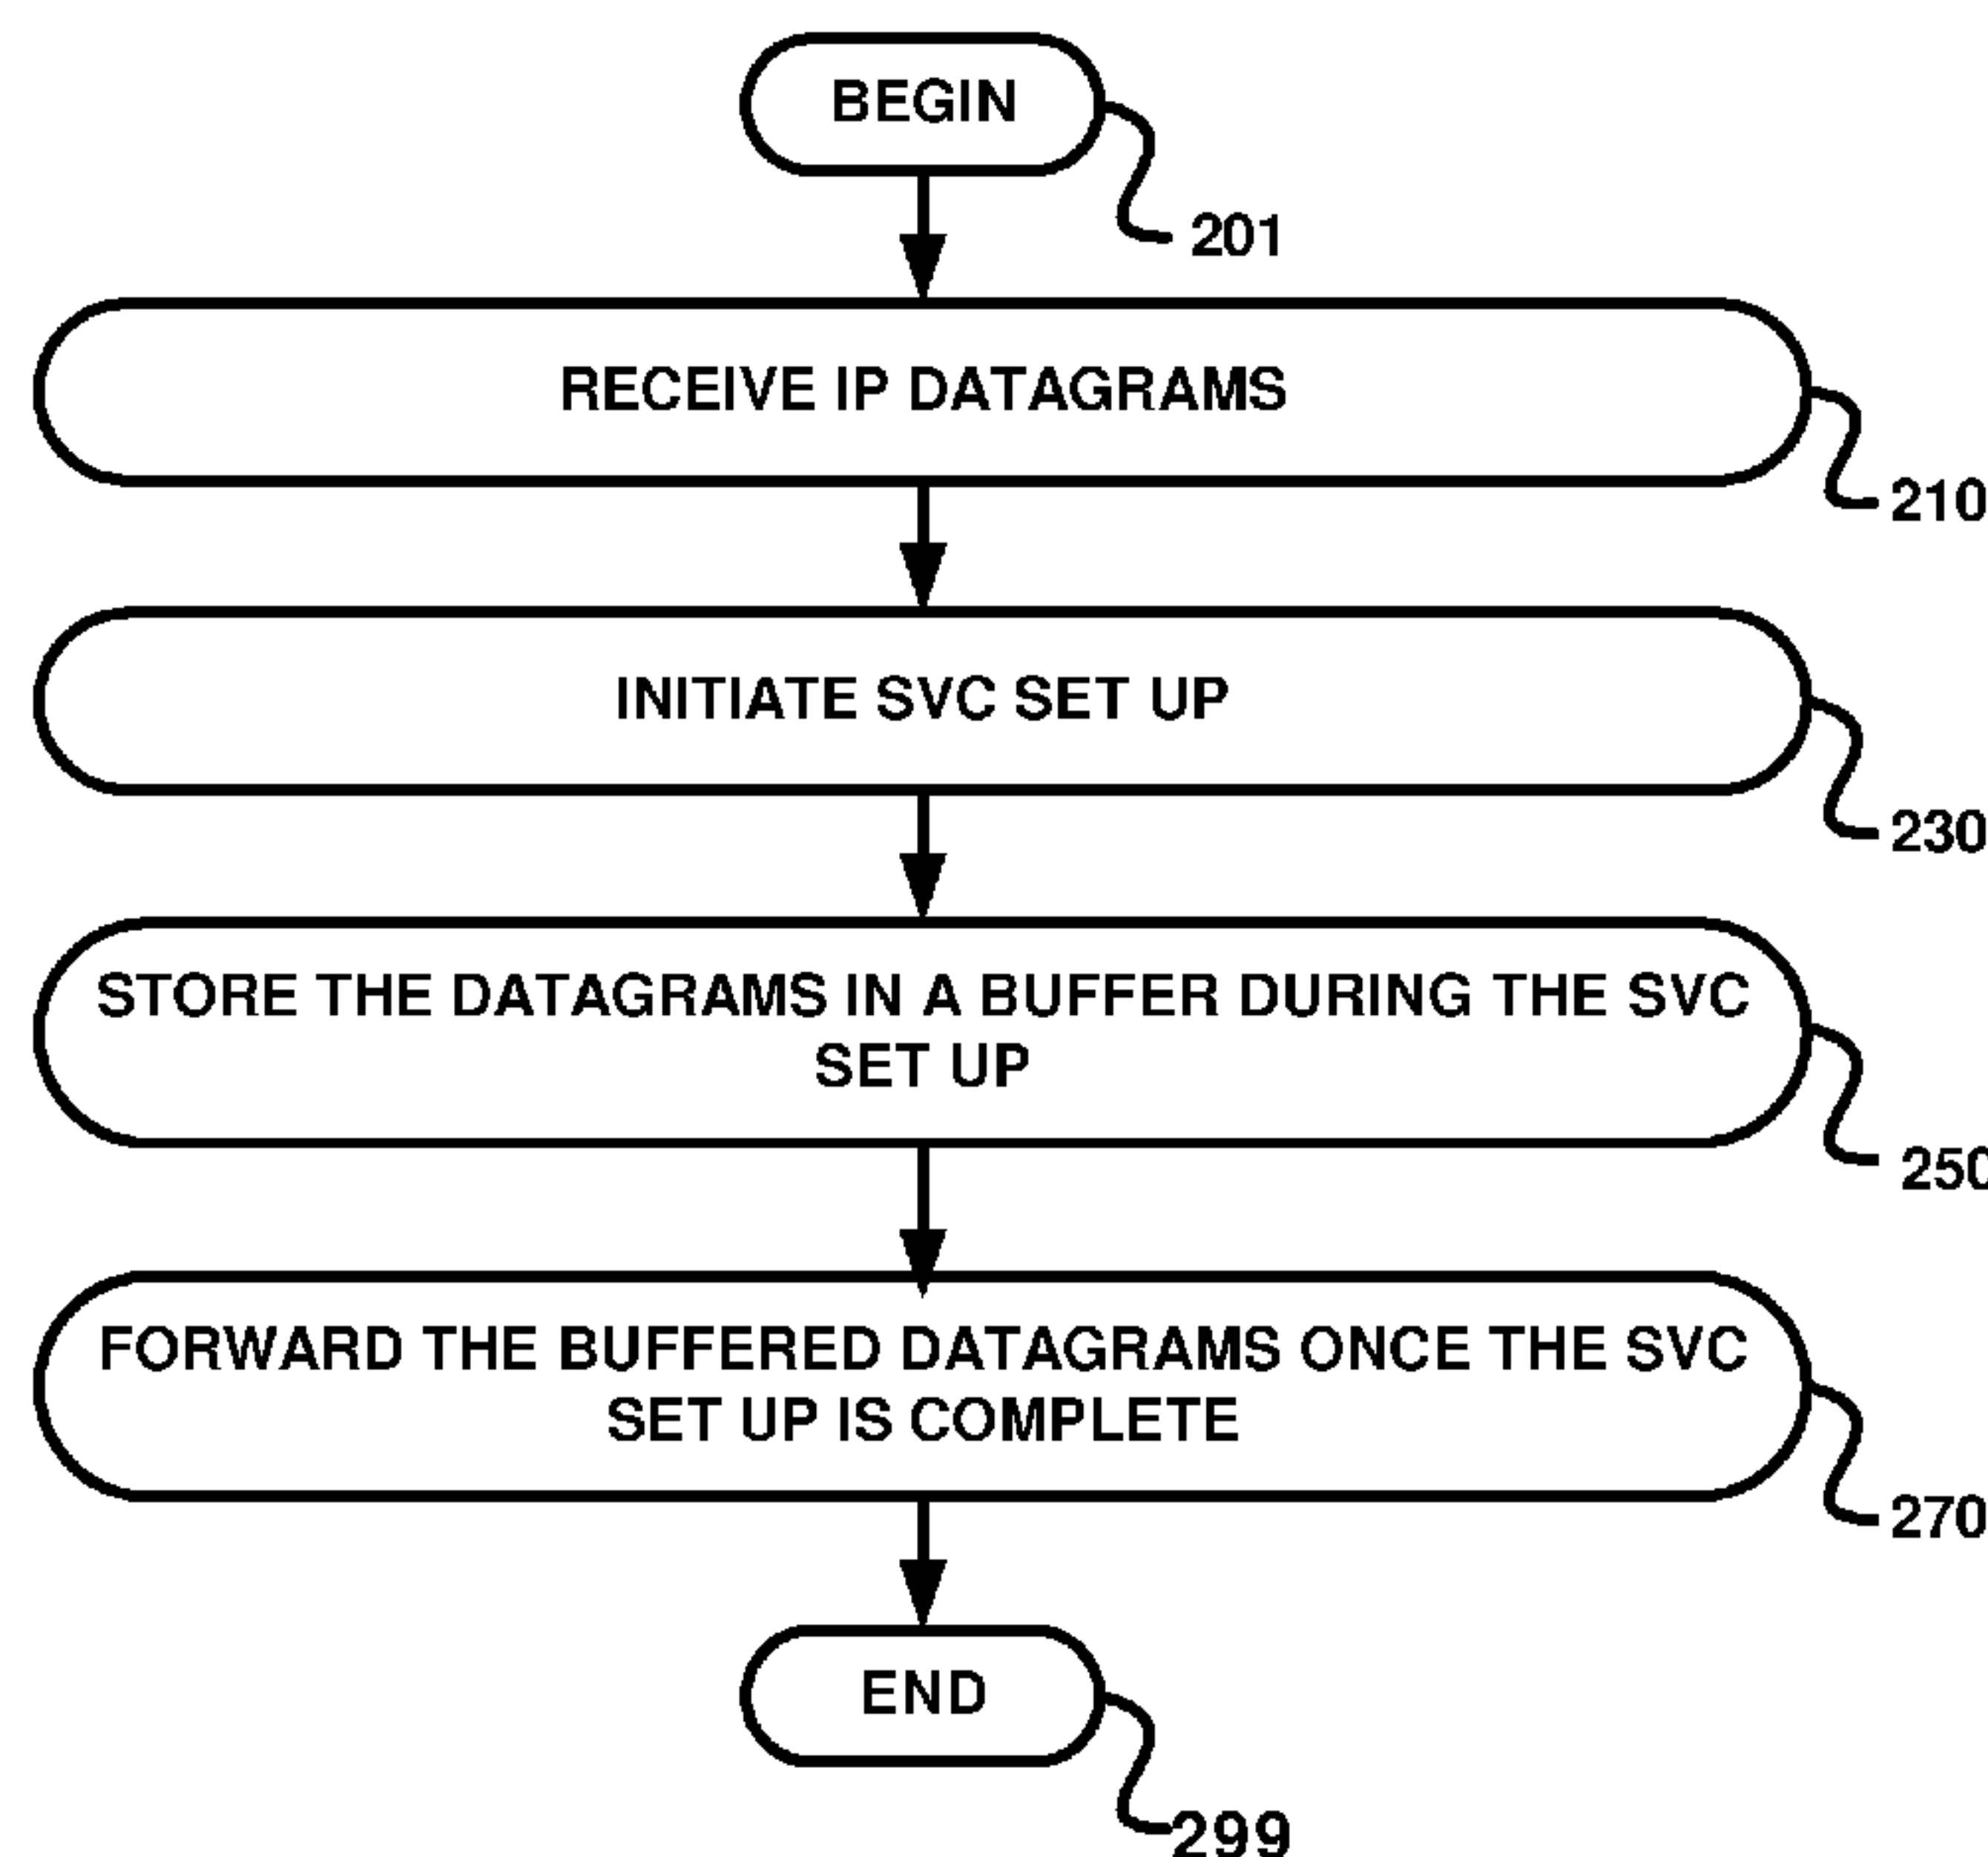 BEGIN
201
RECEIVE IP DATAGRAMS
210
INITIATE SVC SET UP
230
STORE THE DATAGRAMS IN A BUFFER DURING THE SVC
SET UP
250
FORWARD THE BUFFERED DATAGRAMS ONCE THE SVC
SET UP IS COMPLETE
270
END
299